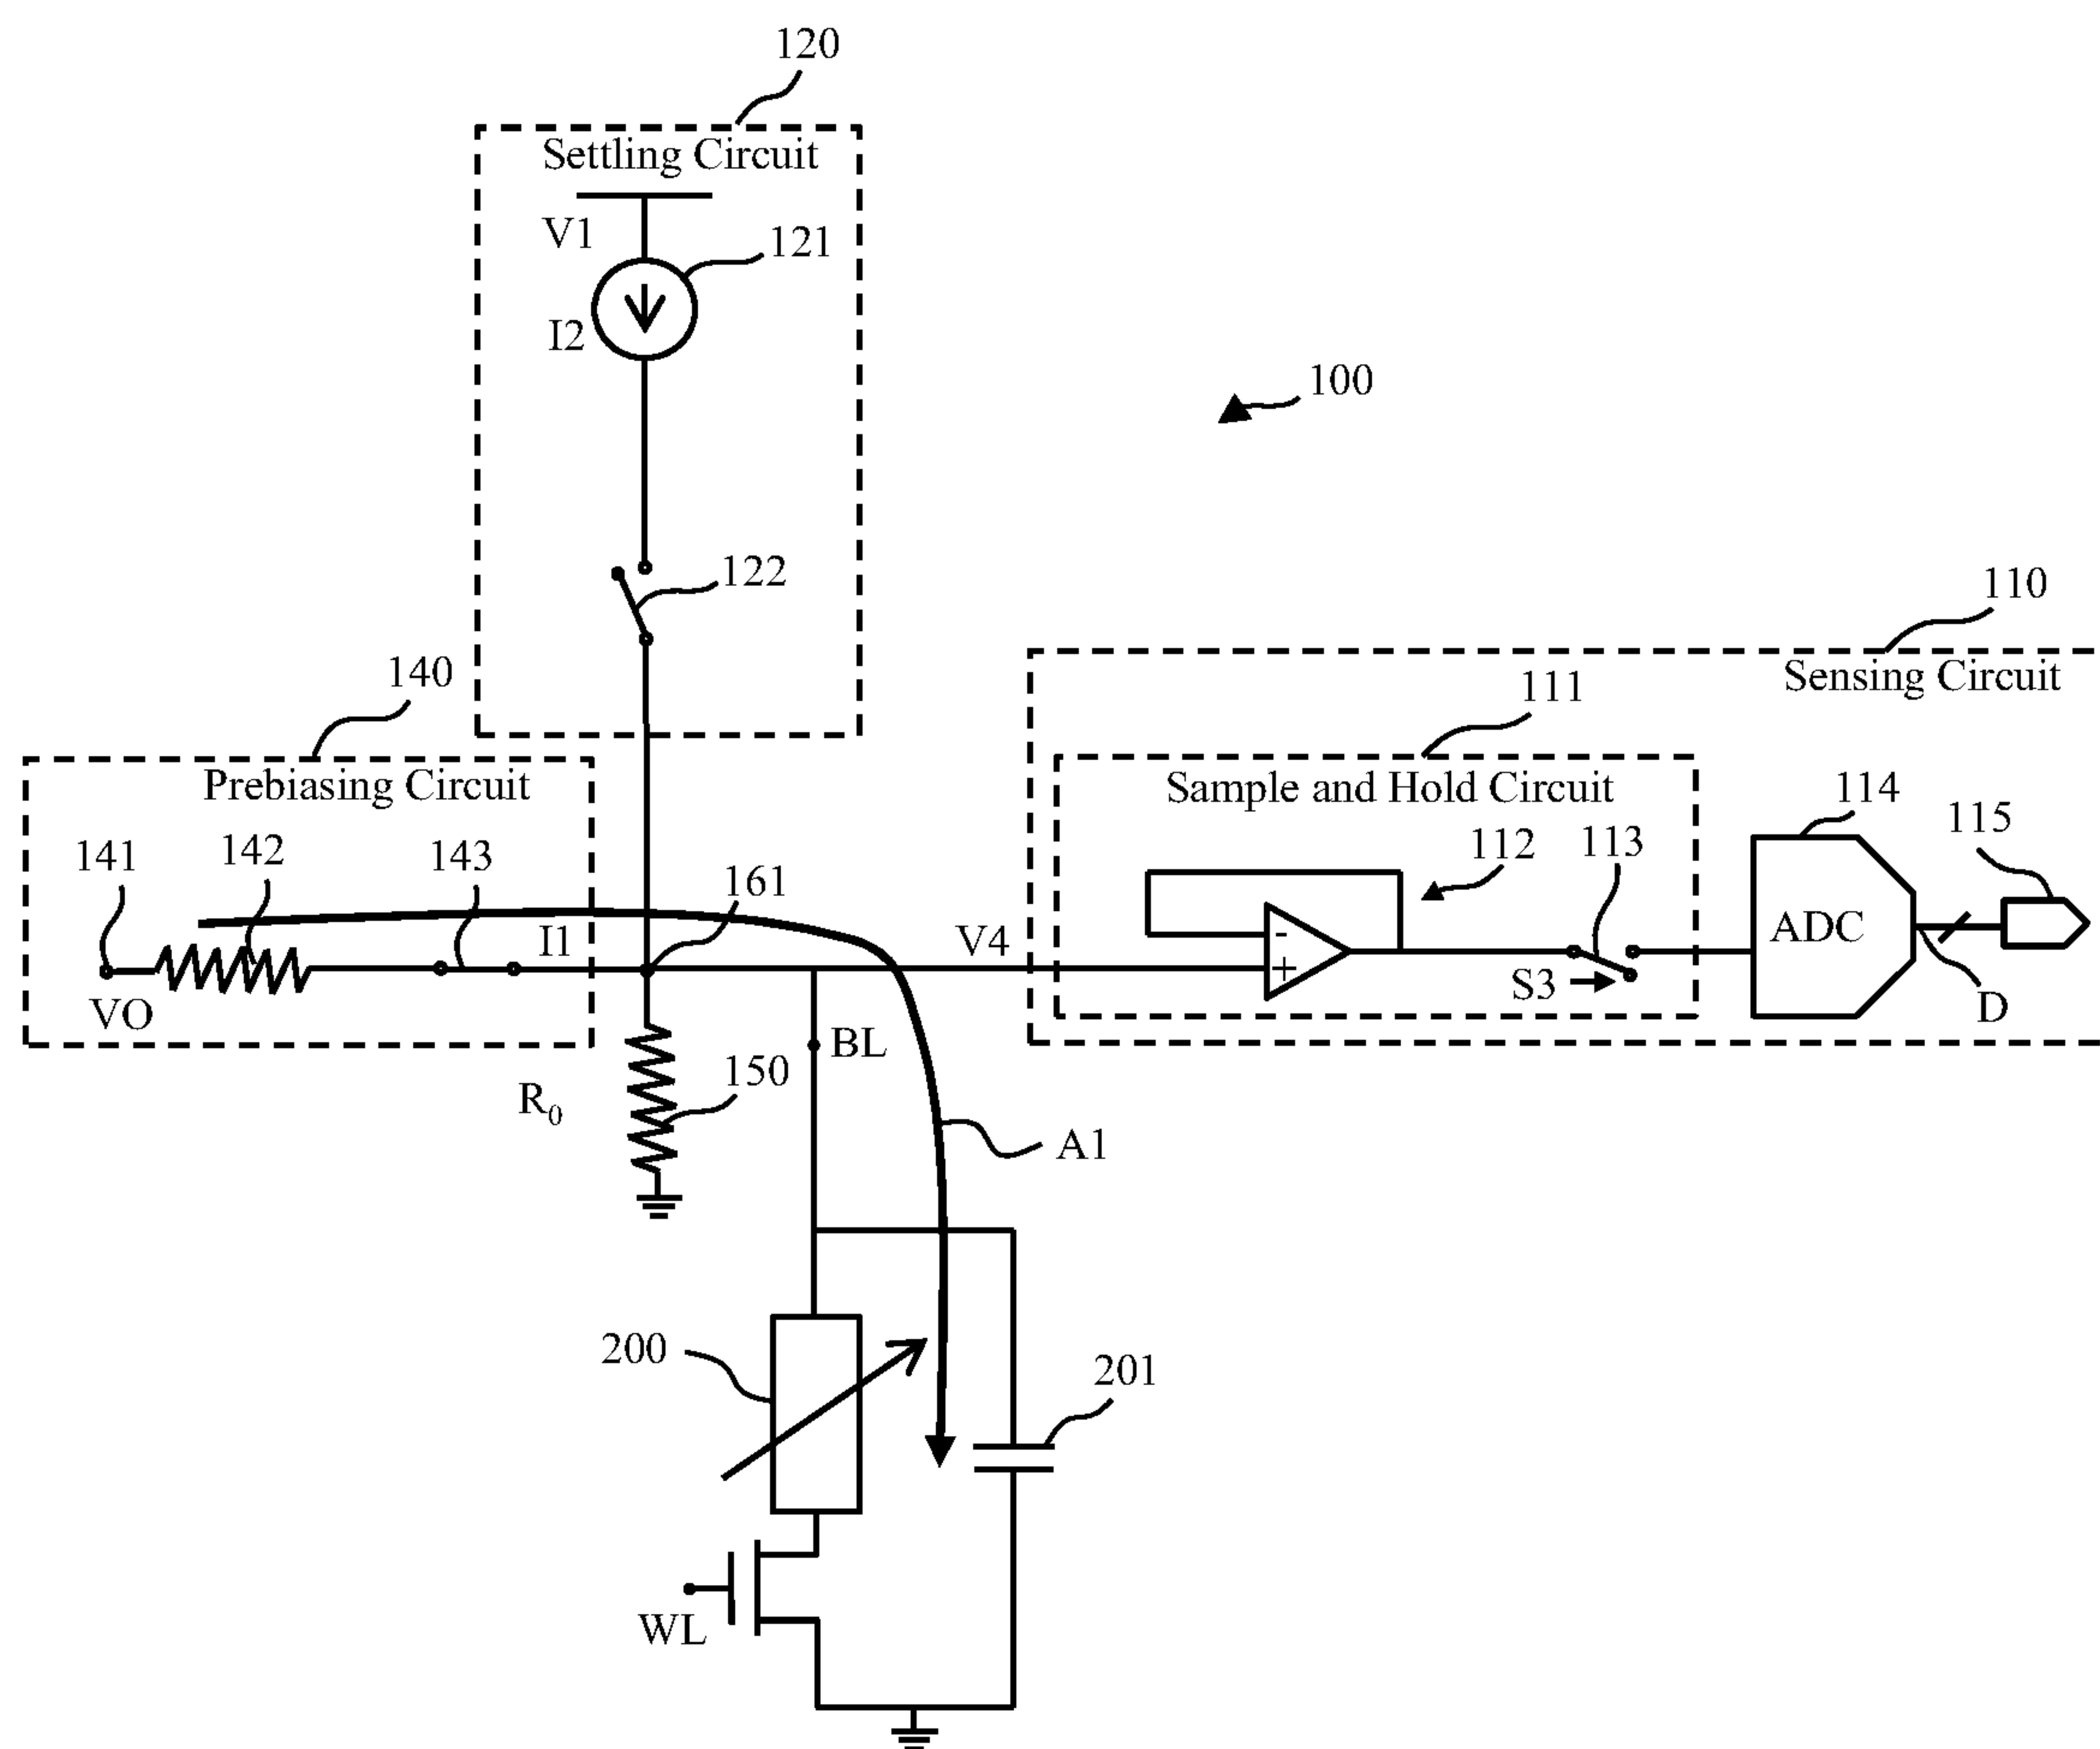 120
Settling Circuit
V1
121
I2
100
122
110
Sensing Circuit
140
111
Prebiasing Circuit
Sample and Hold Circuit
114
115
141
142
143
161
112
113
I1
V4
-
+
ADC
VO
S3
D
BL
R₀
150
A1
200
201
WL